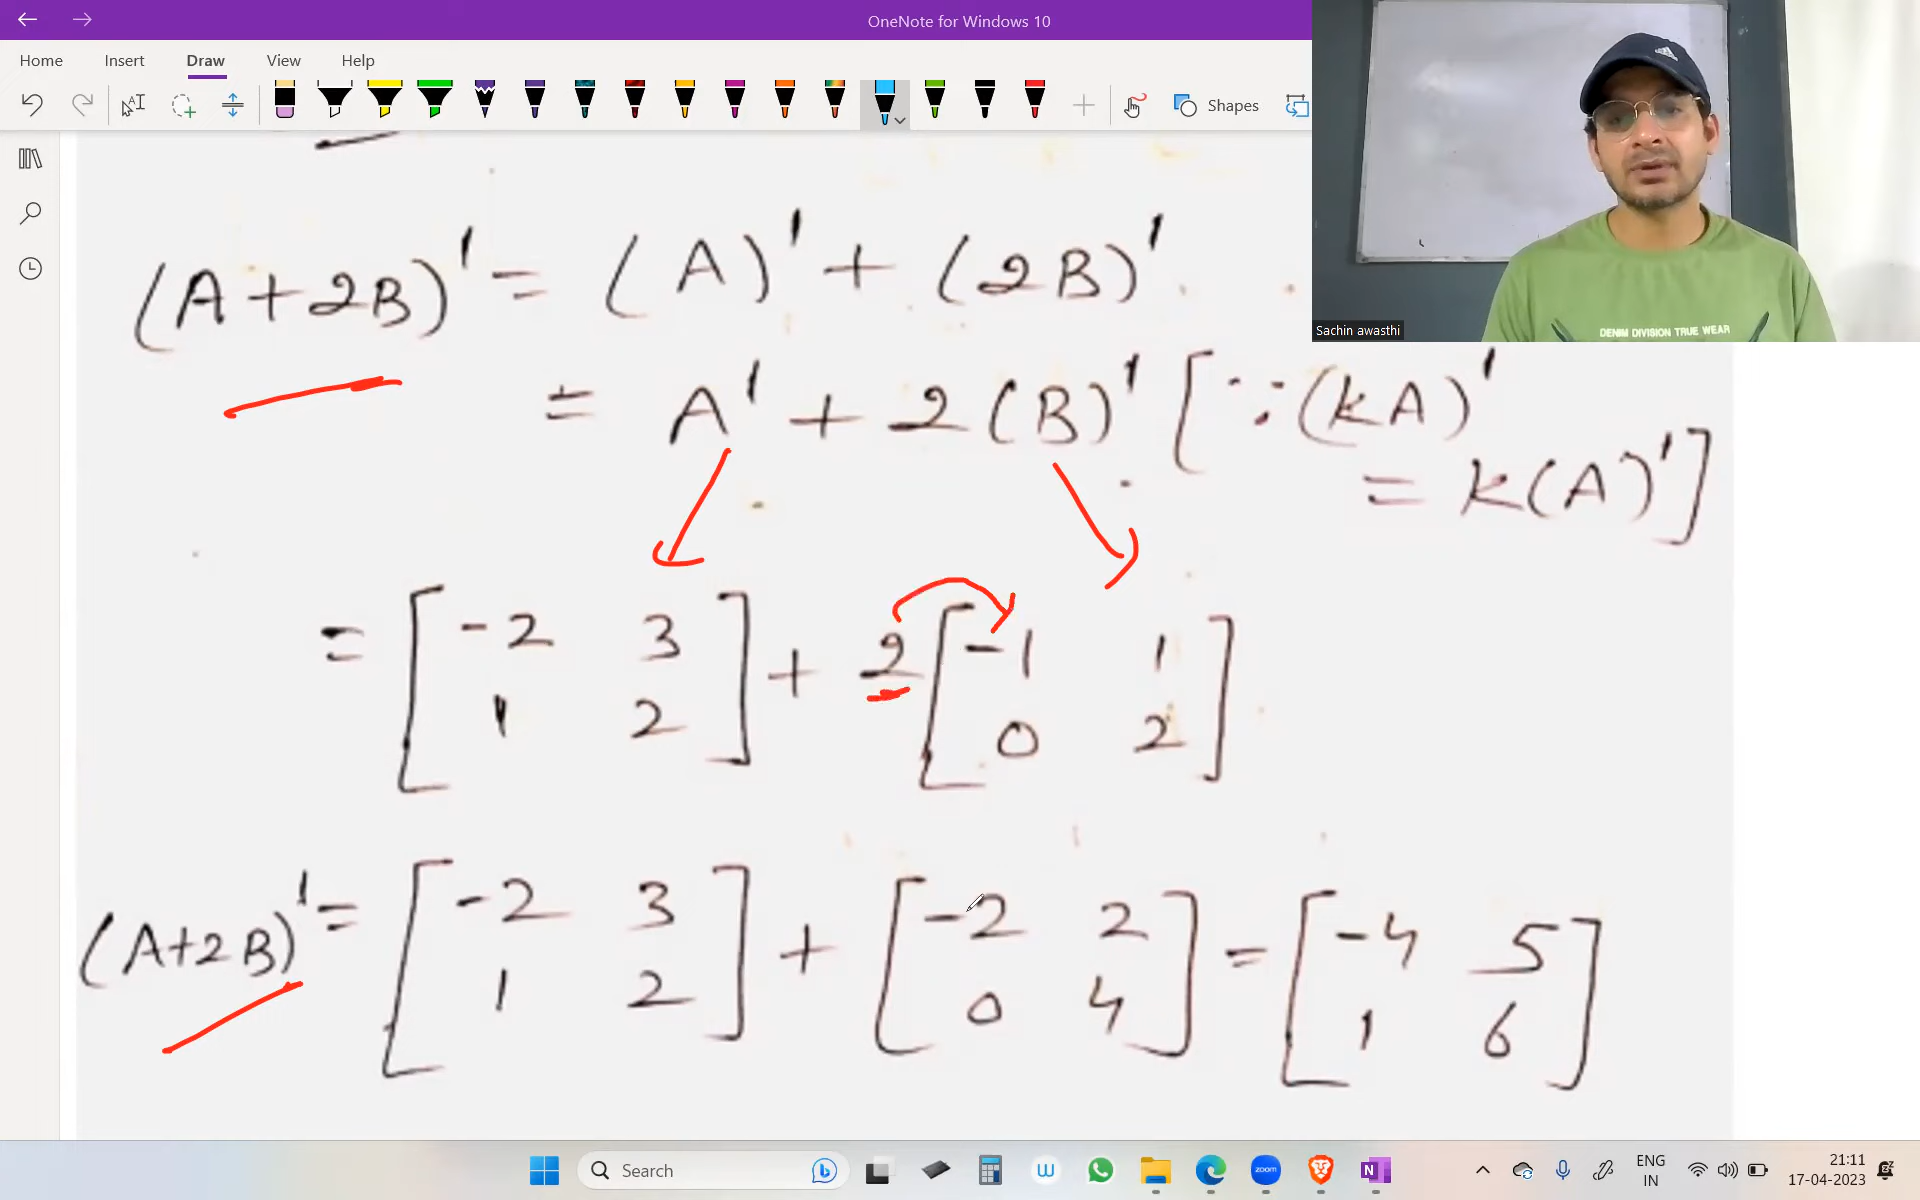 OneNote for Windows 10
Home Insert Draw View Help
Shapes
DENIM DIVISION TRUE WEAR
Sachin awasthi
(A+2B)' = (A)' + (2B)'
= A' + 2(B)' [∵(kA)'
= k(A)']
= [-2 3
1 2] + 2[-1 1
0 2]
(A+2B)' = [-2 3
1 2] + [-2 2
0 4] = [-4 5
1 6]
Search
zoom
ENG
IN
21:11
17-04-2023